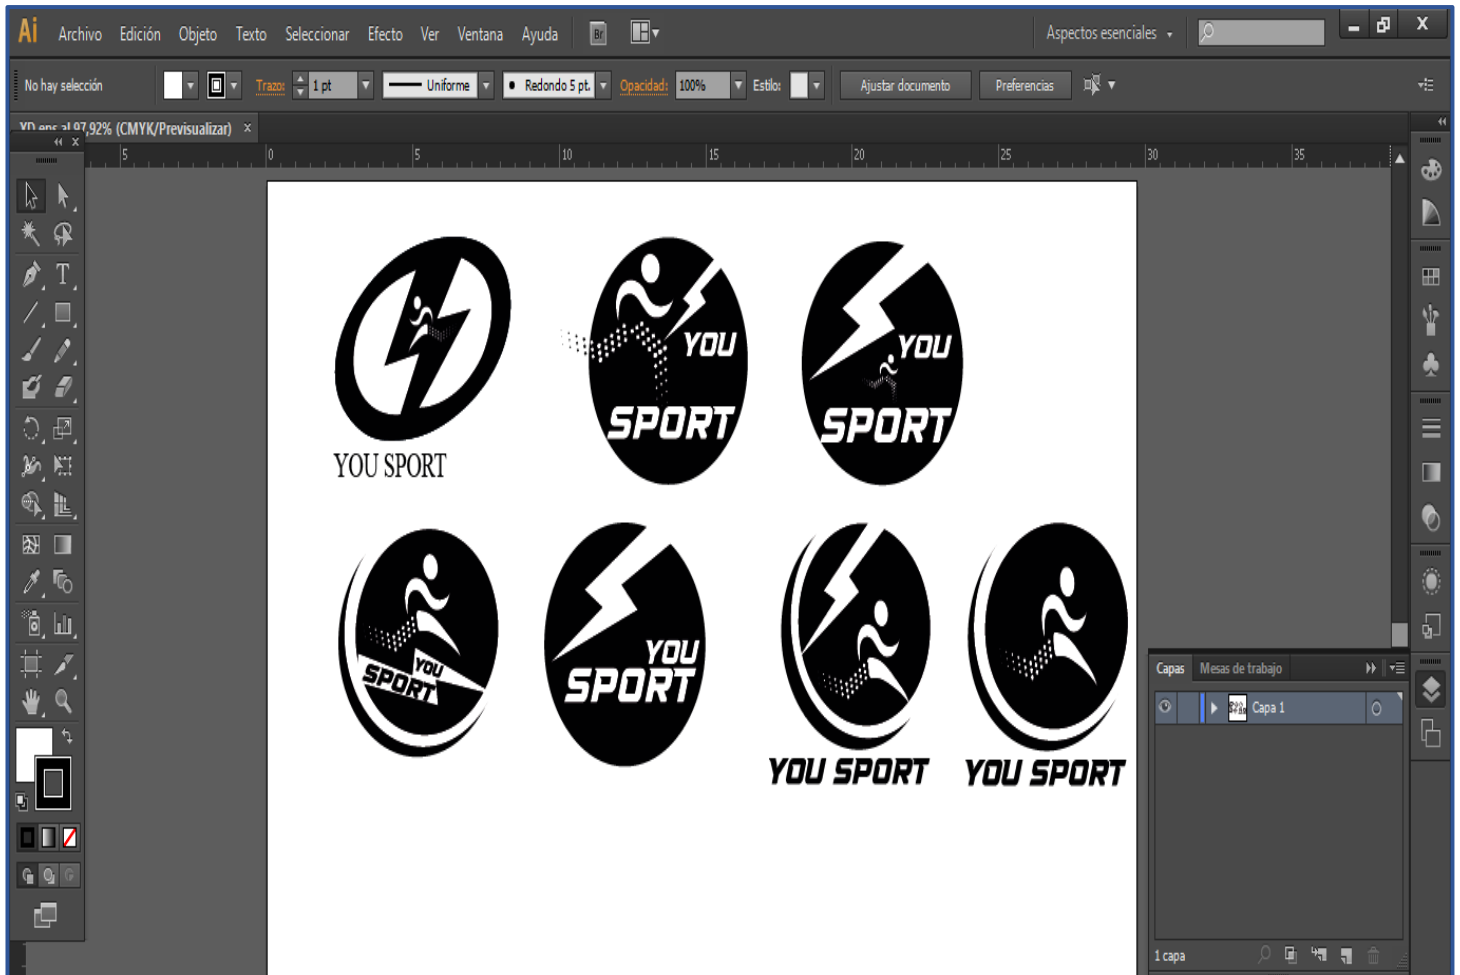 Ai Archivo Edición Objeto Texto Seleccionar Efecto Ver Ventana Ayuda Br Aspectos esenciales
No hay selección Trazo: 1 pt Uniforme Redondo 5 pt. Opacidad: 100% Estilo: Ajustar documento Preferencias
YD.eps al 97,92% (CMYK/Previsualizar) ×
5 0 5 10 15 20 25 30 35
YOU
SPORT
YOU
SPORT
YOU SPORT
YOU
SPORT
YOU
SPORT
YOU SPORT
YOU SPORT
Capas Mesas de trabajo
Capa 1
1 capa